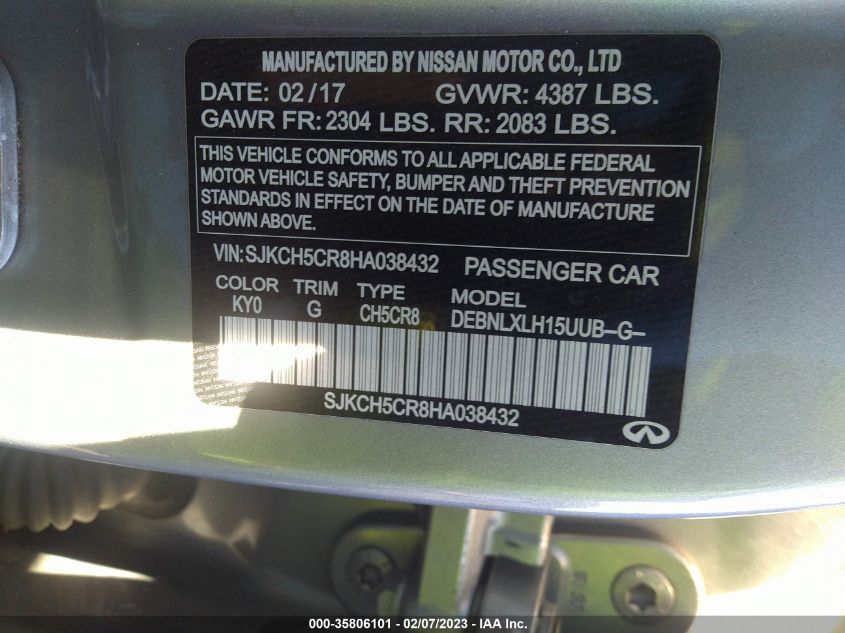 MANUFACTURED BY NISSAN MOTOR CO., LTD
DATE: 02/17 GVWR: 4387 LBS.
GAWR FR: 2304 LBS. RR: 2083 LBS.
THIS VEHICLE CONFORMS TO ALL APPLICABLE FEDERAL
MOTOR VEHICLE SAFETY, BUMPER AND THEFT PREVENTION
STANDARDS IN EFFECT ON THE DATE OF MANUFACTURE
SHOWN ABOVE.
VIN: SJKCH5CR8HA038432 PASSENGER CAR
COLOR TRIM TYPE MODEL
KY0 G CH5CR8 DEBNLXLH15UUB-G-
SJKCH5CR8HA038432
000-35806101 - 02/07/2023 - IAA Inc.